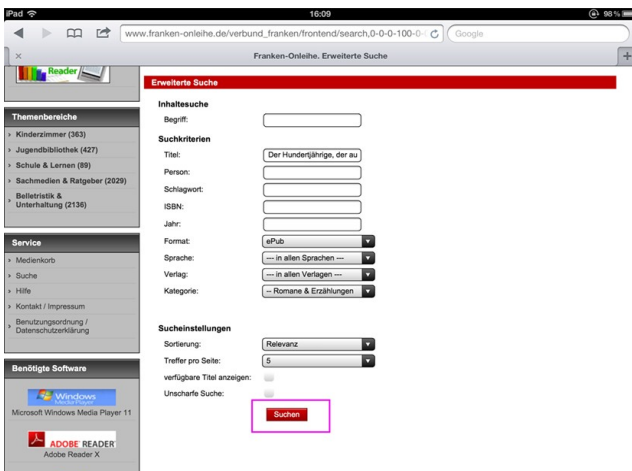 iPad 16:09 98%
www.franken-onleihe.de/verbund_franken/frontend/search,0-0-0-100-0- Google
Franken-Onleihe. Erweiterte Suche
Reader
Themenbereiche
Kinderzimmer (363)
Jugendbibliothek (427)
Schule & Lernen (89)
Sachmedien & Ratgeber (2029)
Belletristik &
Unterhaltung (2136)
Service
Medienkorb
Suche
Hilfe
Kontakt / Impressum
Benutzungsordnung /
Datenschutzerklärung
Benötigte Software
Windows
Media Player
Microsoft Windows Media Player 11
ADOBE READER
Adobe Reader X
Erweiterte Suche
Inhaltesuche
Begriff:
Suchkriterien
Titel: Der Hundertjährige, der au
Person:
Schlagwort:
ISBN:
Jahr:
Format: ePub
Sprache: --- in allen Sprachen ---
Verlag: --- in allen Verlagen ---
Kategorie: -- Romane & Erzählungen
Sucheinstellungen
Sortierung: Relevanz
Treffer pro Seite: 5
verfügbare Titel anzeigen:
Unscharfe Suche:
Suchen